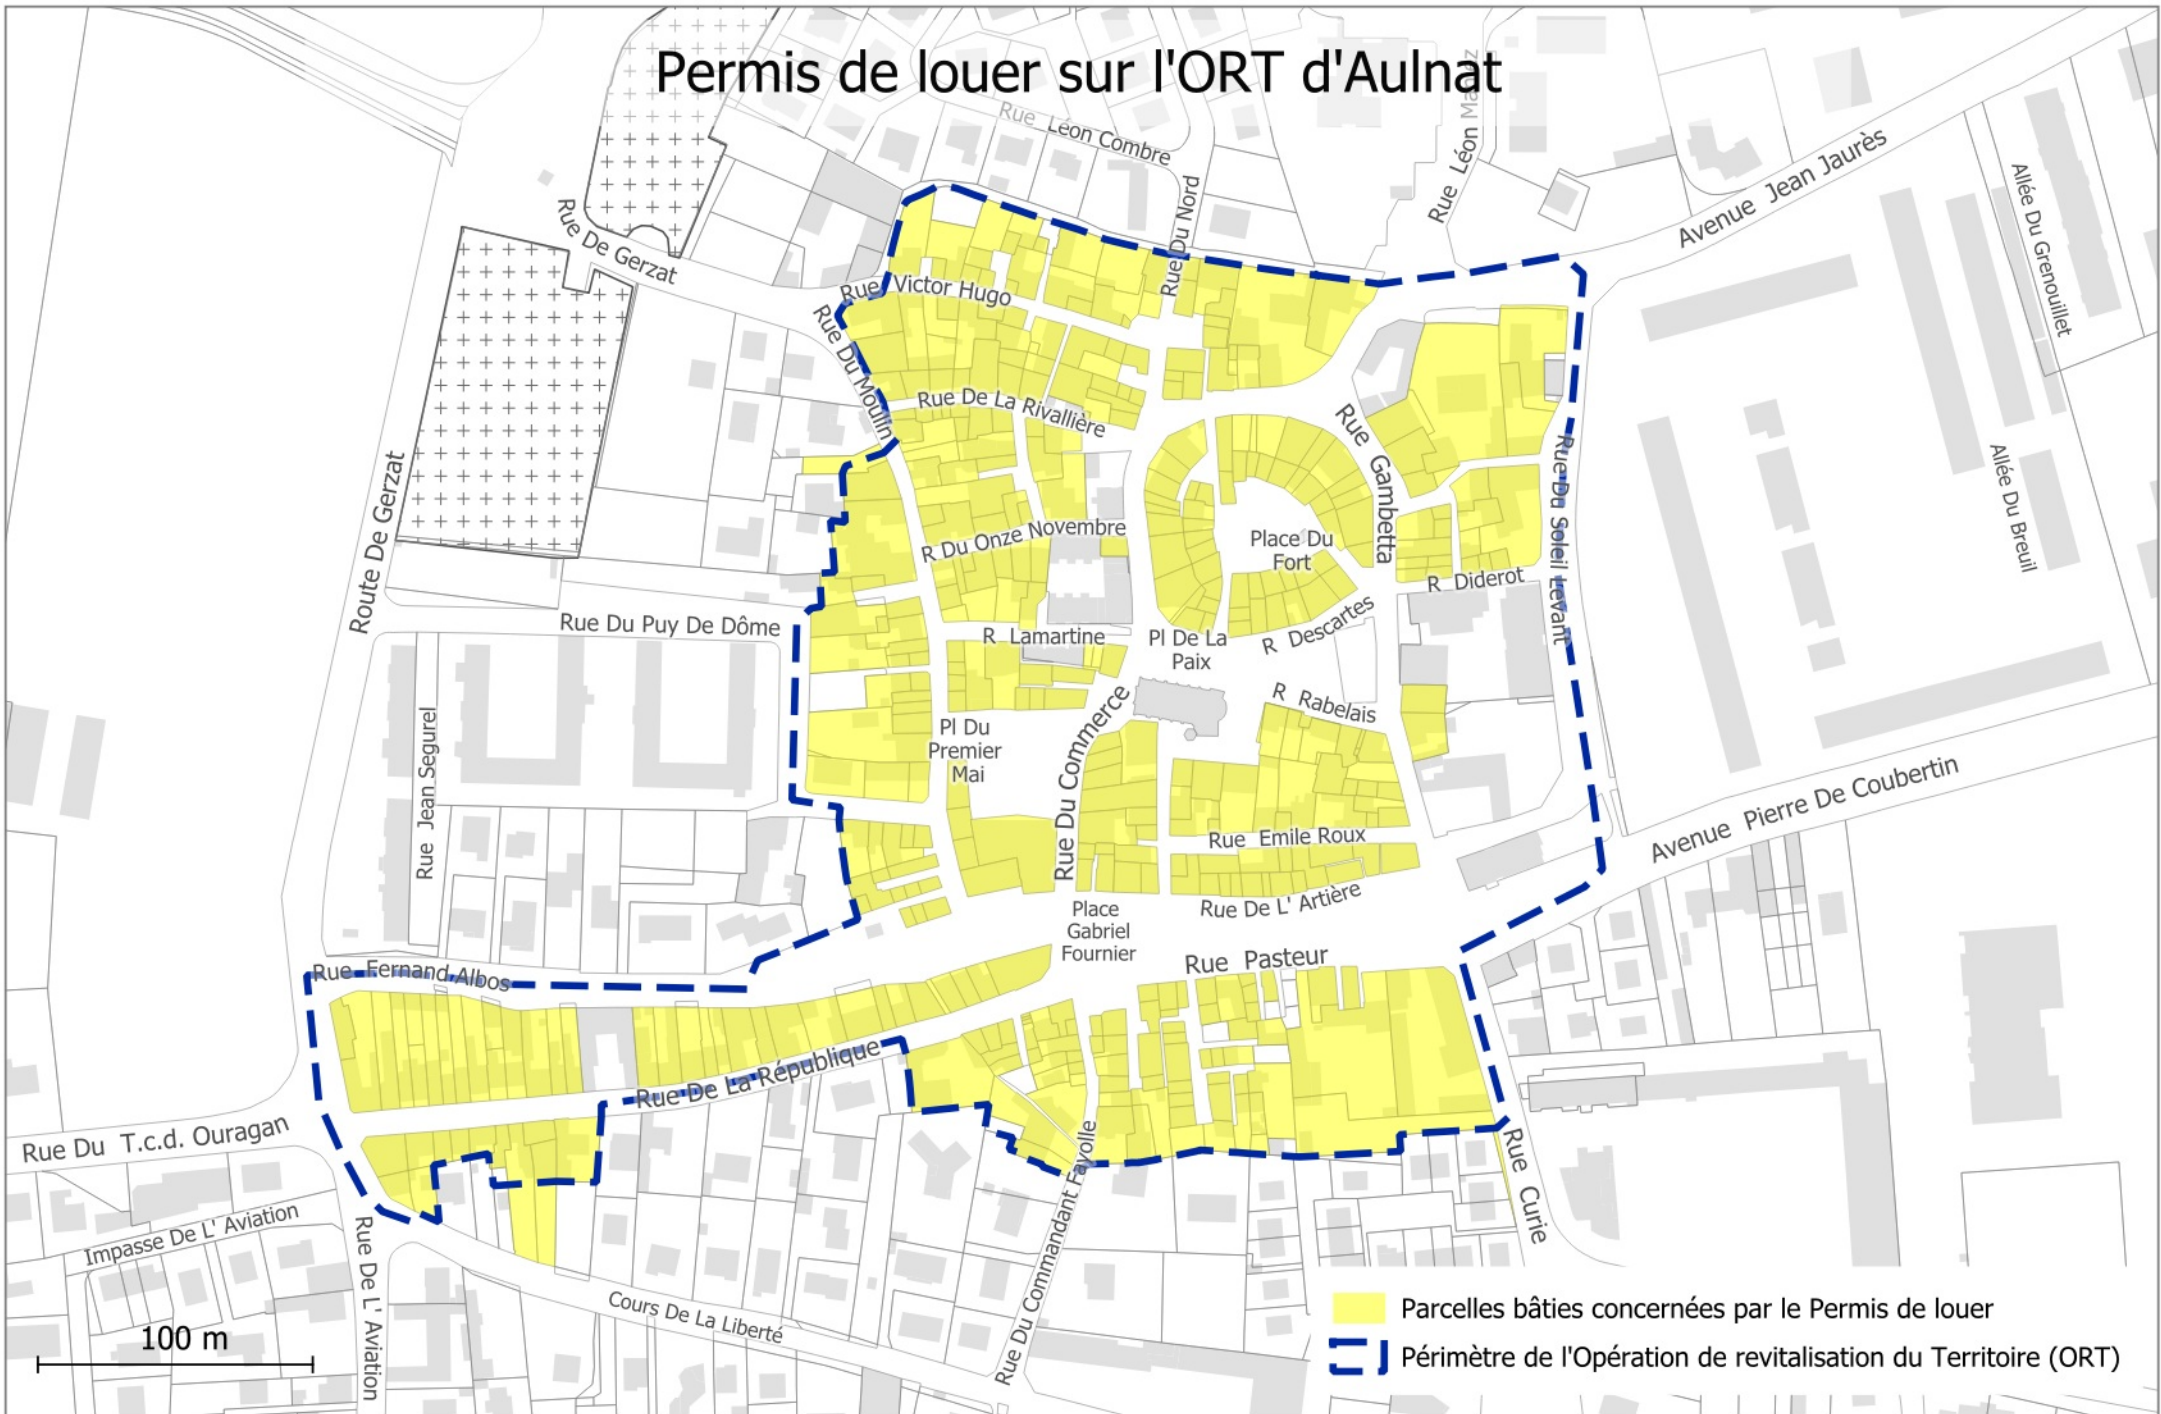 Permis de louer sur l'ORT d'Aulnat
Rue Léon Combre
Rue Léon
Avenue Jean Jaurès
Allée Du Grenouillet
Rue De Gerzat
Rue Du Nord
Rue Victor Hugo
Rue Du Moulin
Rue De La Rivallière
Rue Gambetta
Rue Du Soleil Levant
Allée Du Breuil
Route De Gerzat
R Du Onze Novembre
Place Du
Fort
R Diderot
Rue Du Puy De Dôme
R Lamartine
Pl De La
Paix
R Descartes
R Rabelais
Rue Jean Segurel
Pl Du
Premier
Mai
Rue Du Commerce
Avenue Pierre De Coubertin
Rue Emile Roux
Rue De L' Artière
Place
Gabriel
Fournier
Rue Pasteur
Rue Fernand Albos
Rue De La République
Rue Du T.c.d. Ouragan
Rue Du Commandant Fayolle
Rue Curie
Impasse De L' Aviation
Rue De L' Aviation
Cours De La Liberté
100 m
Parcelles bâties concernées par le Permis de louer
Périmètre de l'Opération de revitalisation du Territoire (ORT)